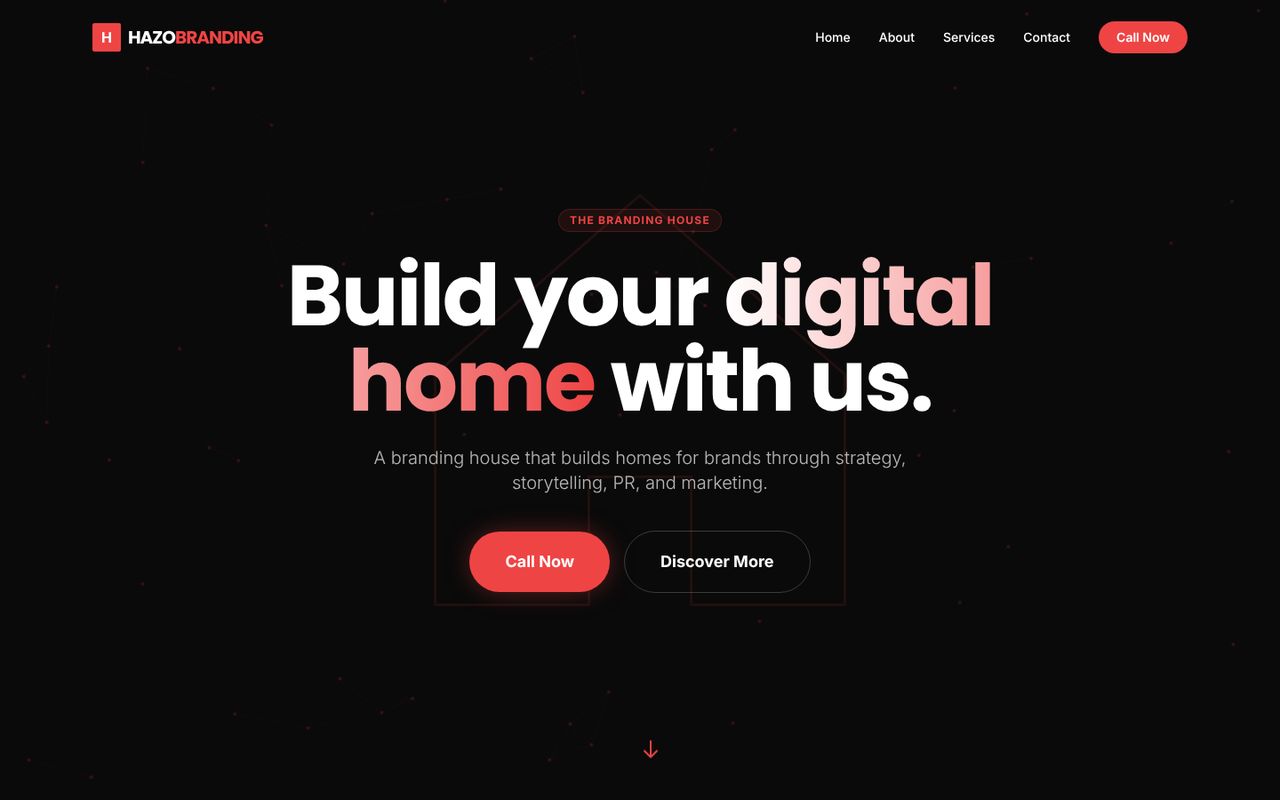 H HAZOBRANDING
Home About Services Contact Call Now
THE BRANDING HOUSE
Build your digital
home with us.
A branding house that builds homes for brands through strategy,
storytelling, PR, and marketing.
Call Now Discover More